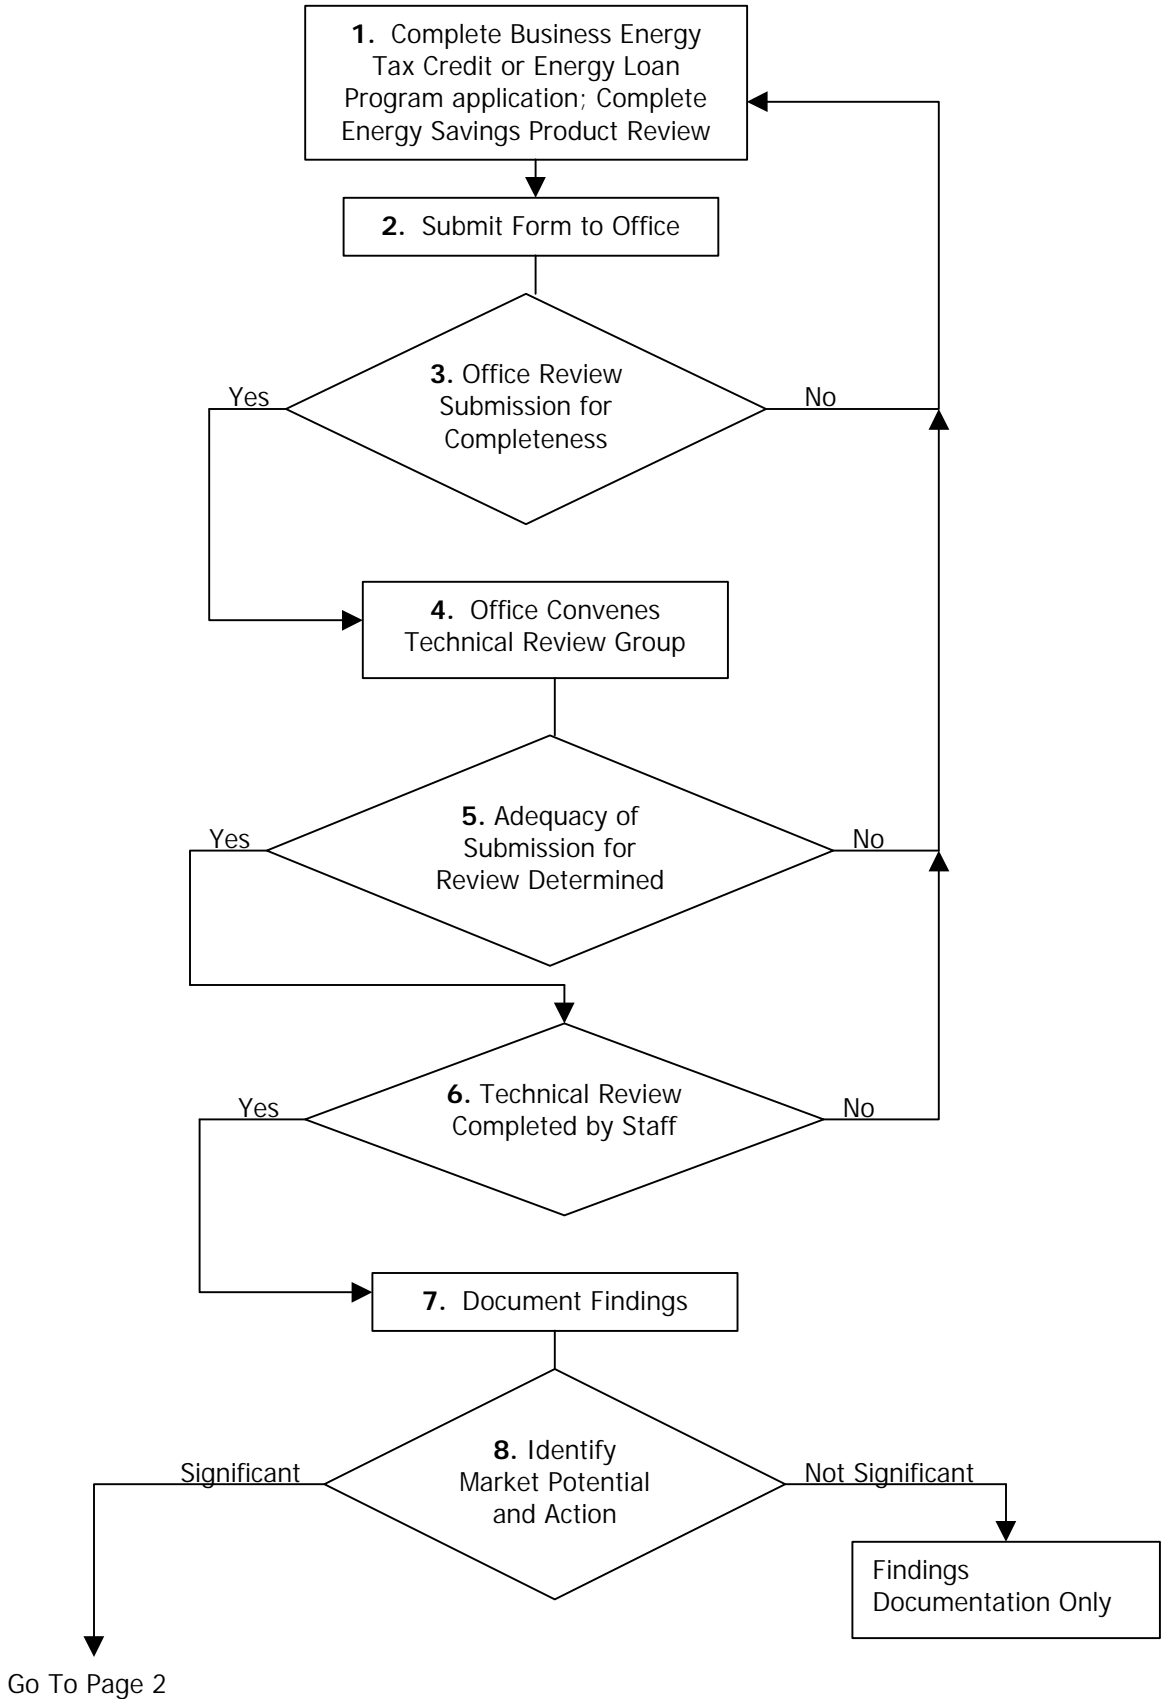 1. Complete Business Energy
Tax Credit or Energy Loan
Program application; Complete
Energy Savings Product Review
2. Submit Form to Office
3. Office Review
Submission for
Completeness
Yes
No
4. Office Convenes
Technical Review Group
5. Adequacy of
Submission for
Review Determined
Yes
No
6. Technical Review
Completed by Staff
Yes
No
7. Document Findings
8. Identify
Market Potential
and Action
Significant
Not Significant
Findings
Documentation Only
Go To Page 2